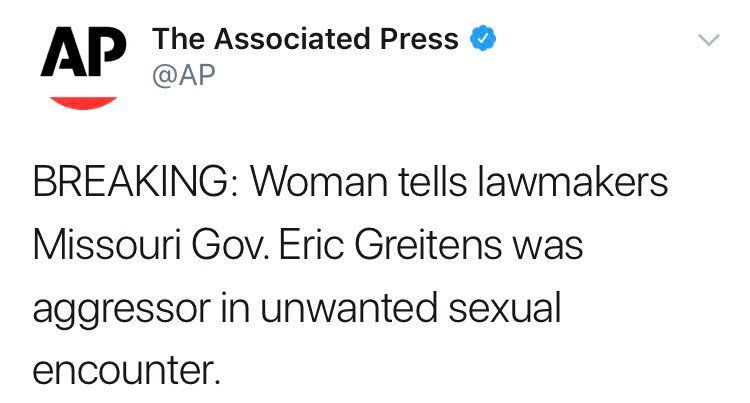 AP
The Associated Press
@AP
BREAKING: Woman tells lawmakers
Missouri Gov. Eric Greitens was
aggressor in unwanted sexual
encounter.